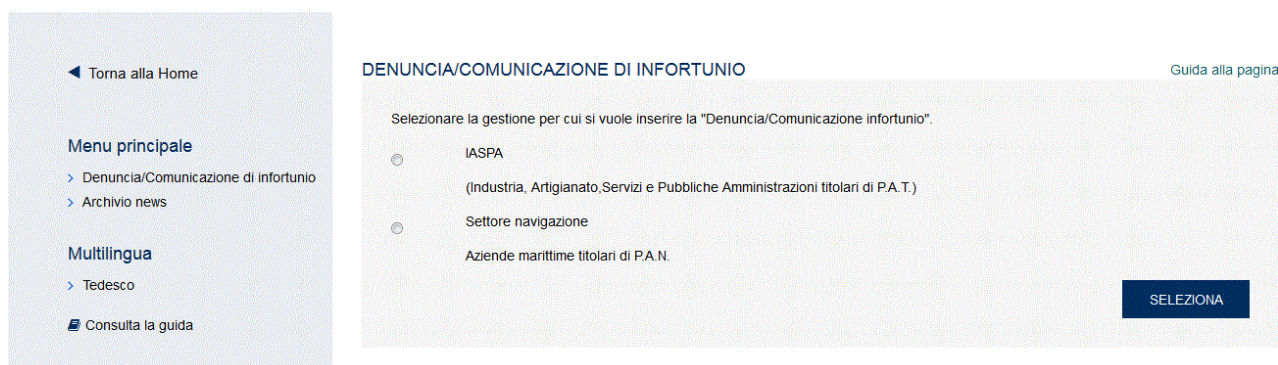 Torna alla Home
Menu principale
Denuncia/Comunicazione di infortunio
Archivio news
Multilingua
Tedesco
Consulta la guida
DENUNCIA/COMUNICAZIONE DI INFORTUNIO
Guida alla pagina
Selezionare la gestione per cui si vuole inserire la "Denuncia/Comunicazione infortunio".
IASPA
(Industria, Artigianato,Servizi e Pubbliche Amministrazioni titolari di P.A.T.)
Settore navigazione
Aziende marittime titolari di P.A.N.
SELEZIONA